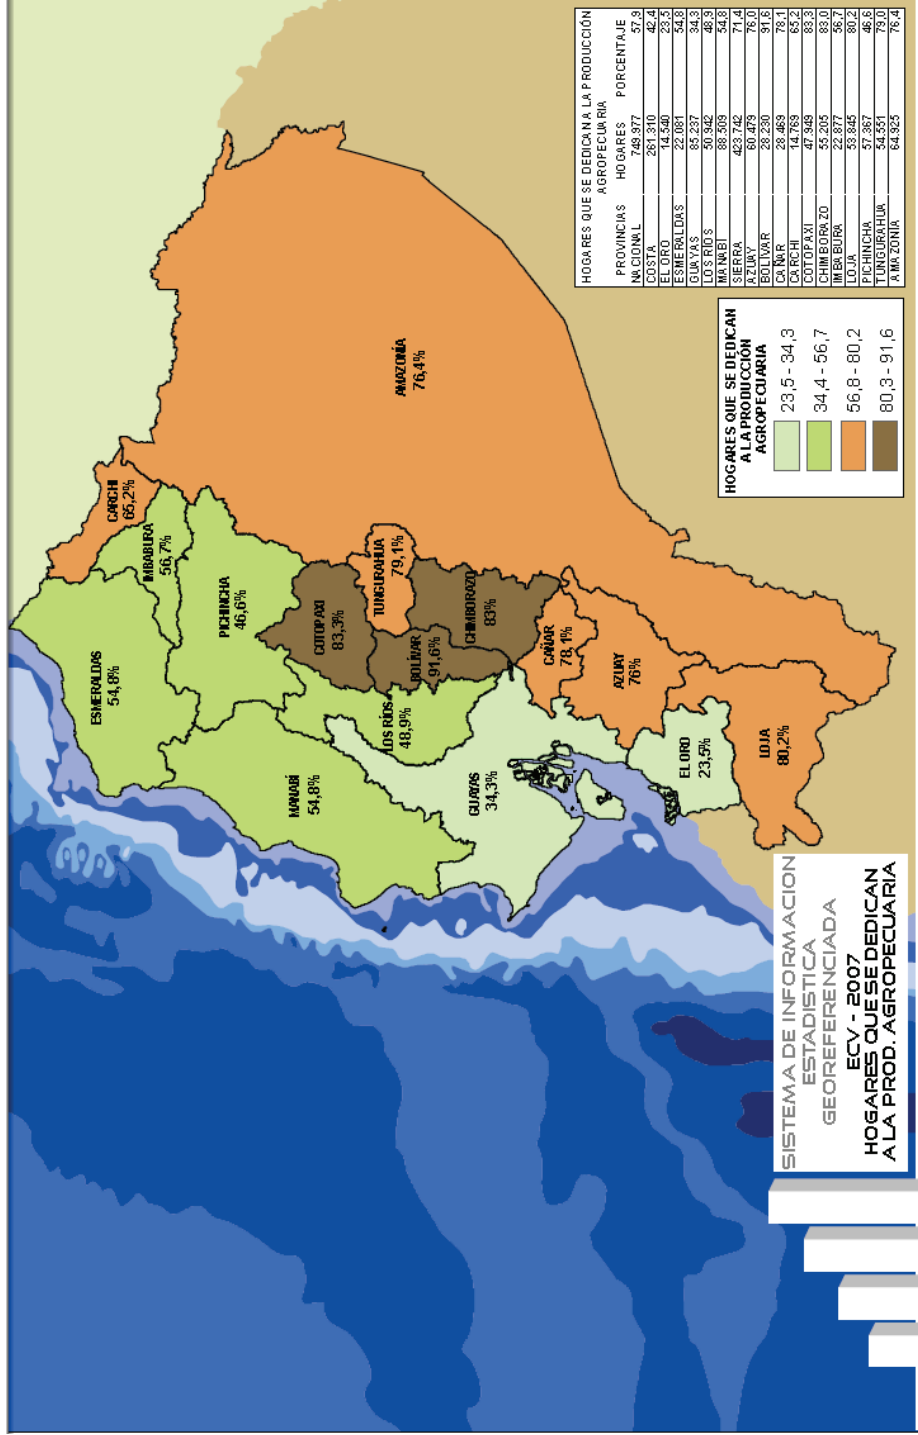 ESMERALDAS
54,8%
CARCHI
65,2%
IMBABURA
56,7%
PICHINCHA
46,6%
MANABÍ
54,8%
COTOPAXI
83,3%
AMAZONÍA
76,4%
LOS RÍOS
48,9%
TUNGURAHUA
79,1%
BOLÍVAR
91,6%
CHIMBORAZO
83%
GUAYAS
34,3%
CAÑAR
78,1%
AZUAY
76%
EL ORO
23,5%
LOJA
80,2%
SISTEMA DE INFORMACION
ESTADISTICA
GEOREFERENCIADA
ECV - 2007
HOGARES QUE SE DEDICAN
A LA PROD. AGROPECUARIA
HOGARES QUE SE DEDICAN
A LA PRODUCCIÓN
AGROPECUARIA
23,5 - 34,3
34,4 - 56,7
56,8 - 80,2
80,3 - 91,6
HOGARES QUE SE DEDICAN A LA PRODUCCIÓN
AGROPECUARIA
PROVINCIAS HOGARES PORCENTAJE
NACIONAL 749.977 57,9
COSTA 261.310 42,4
EL ORO 14.540 23,5
ESMERALDAS 22.081 54,8
GUAYAS 85.237 34,3
LOS RÍOS 50.942 48,9
MANABÍ 88.509 54,8
SIERRA 423.742 71,4
AZUAY 60.479 76,0
BOLÍVAR 28.230 91,6
CAÑAR 28.469 78,1
CARCHI 14.769 65,2
COTOPAXI 47.949 83,3
CHIMBORAZO 55.205 83,0
IMBABURA 22.877 56,7
LOJA 53.845 80,2
PICHINCHA 57.367 46,6
TUNGURAHUA 54.551 79,0
AMAZONÍA 64.925 76,4